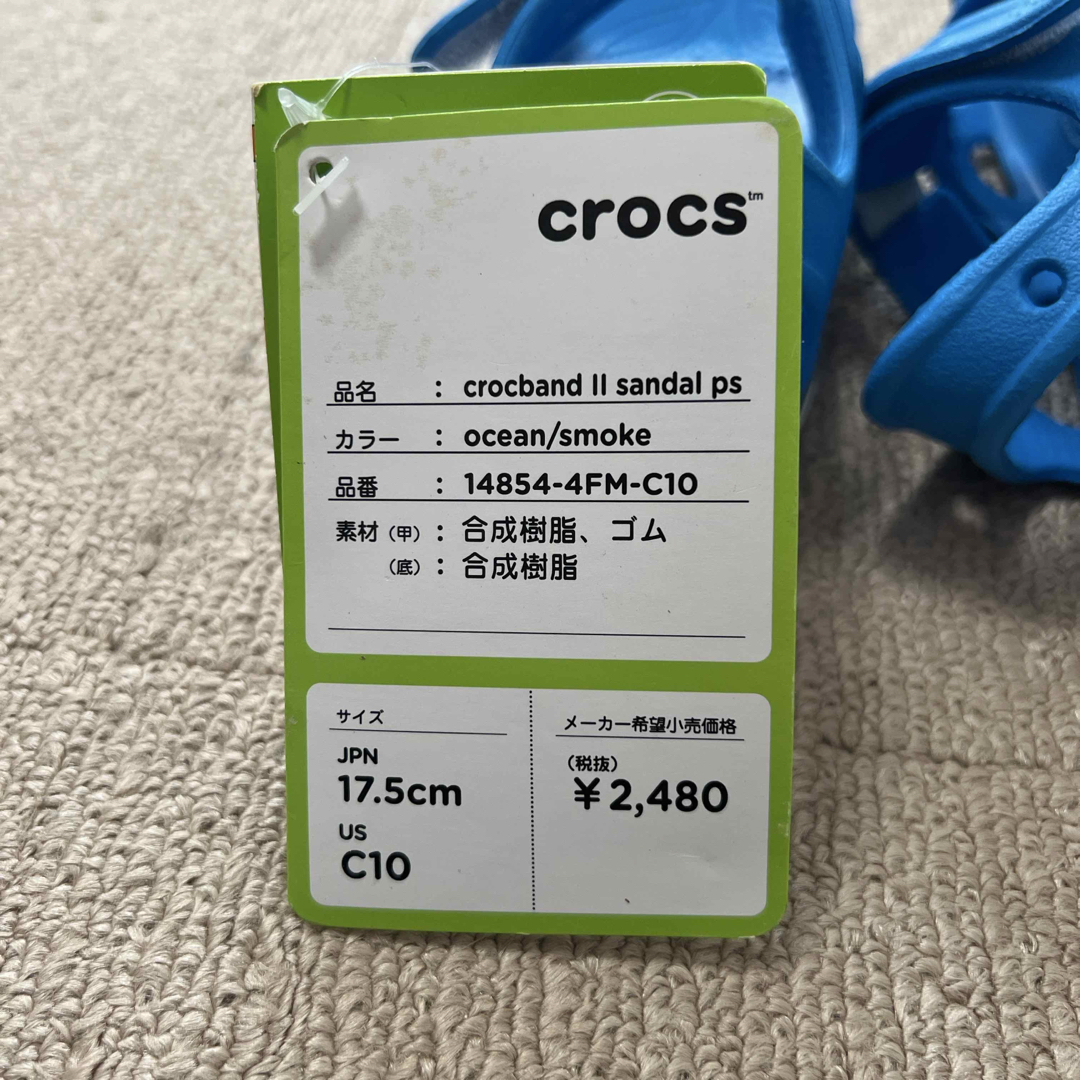 crocs™
品名 : crocband II sandal ps
カラー : ocean/smoke
品番 : 14854-4FM-C10
素材（甲）: 合成樹脂、ゴム
（底）: 合成樹脂
サイズ
JPN
17.5cm
US
C10
メーカー希望小売価格
（税抜）
¥2,480